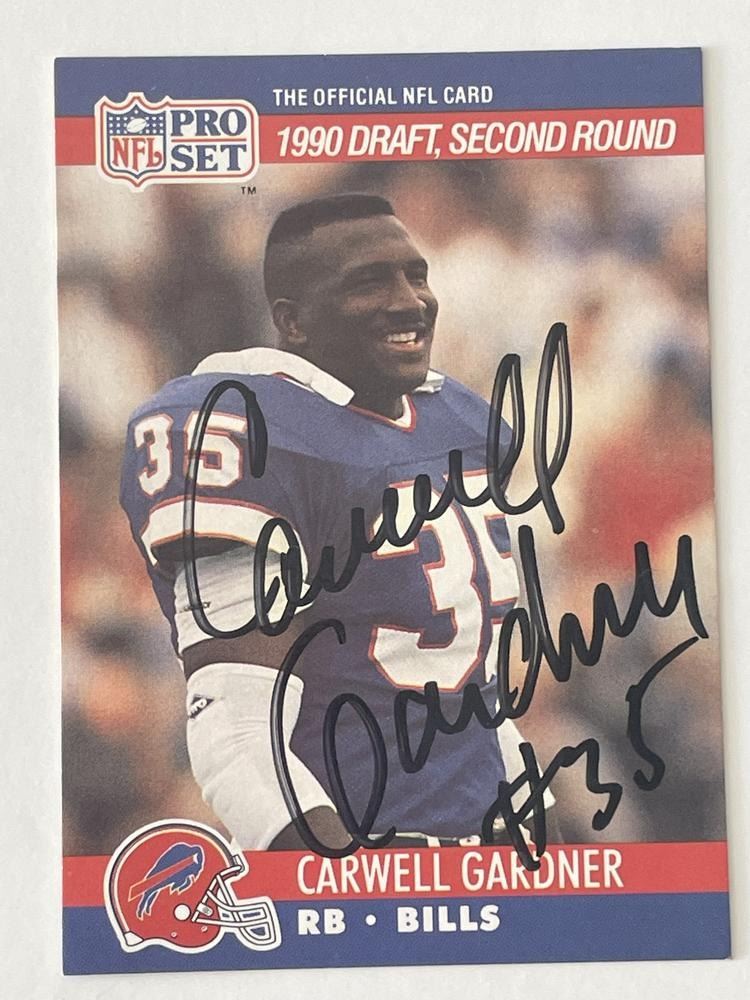 THE OFFICIAL NFL CARD
NFL PRO SET
TM
1990 DRAFT, SECOND ROUND
35
35
Carwell
Gardner
#35
CARWELL GARDNER
RB • BILLS